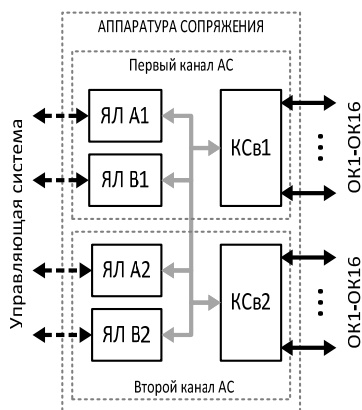 АППАРАТУРА СОПРЯЖЕНИЯ
Первый канал АС
ЯЛ А1
ЯЛ В1
КСв1
ОК1-ОК16
Управляющая система
ЯЛ А2
ЯЛ В2
КСв2
ОК1-ОК16
Второй канал АС